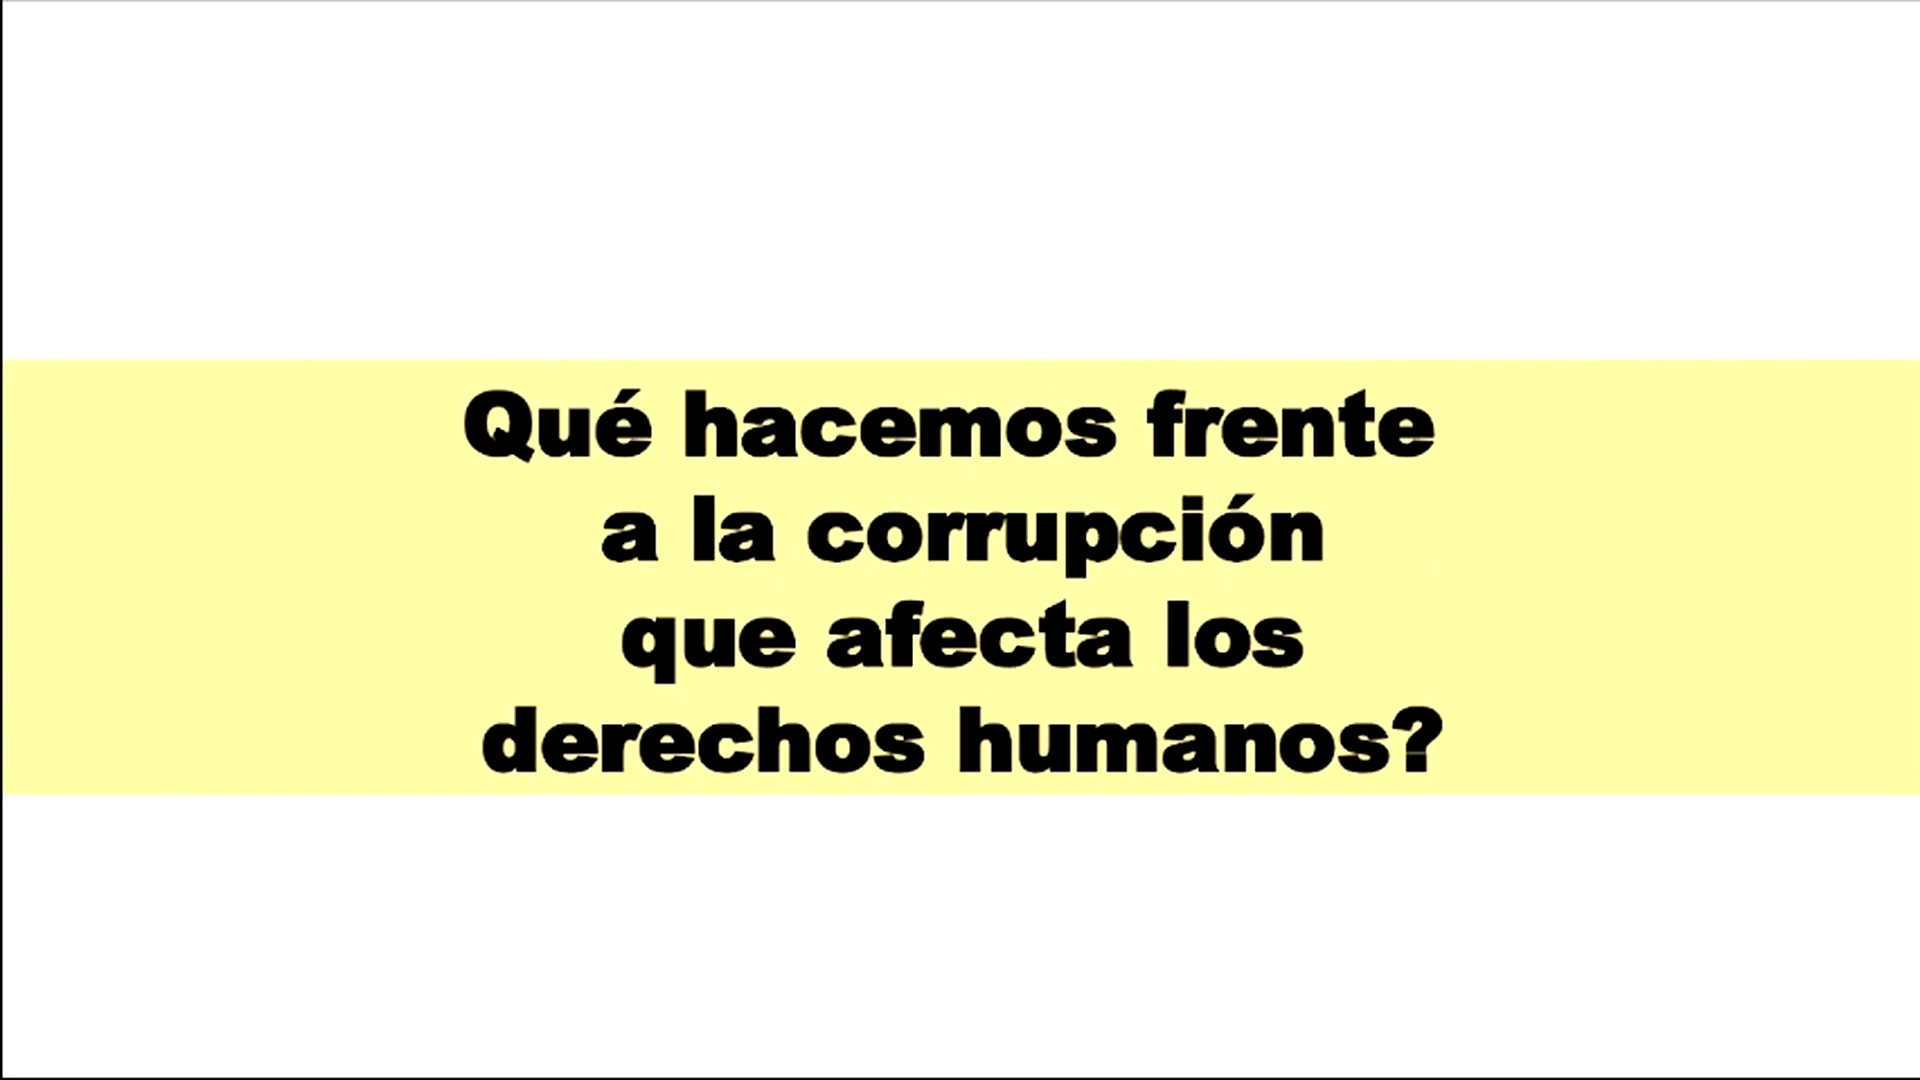 Qué hacemos frente
a la corrupción
que afecta los
derechos humanos?